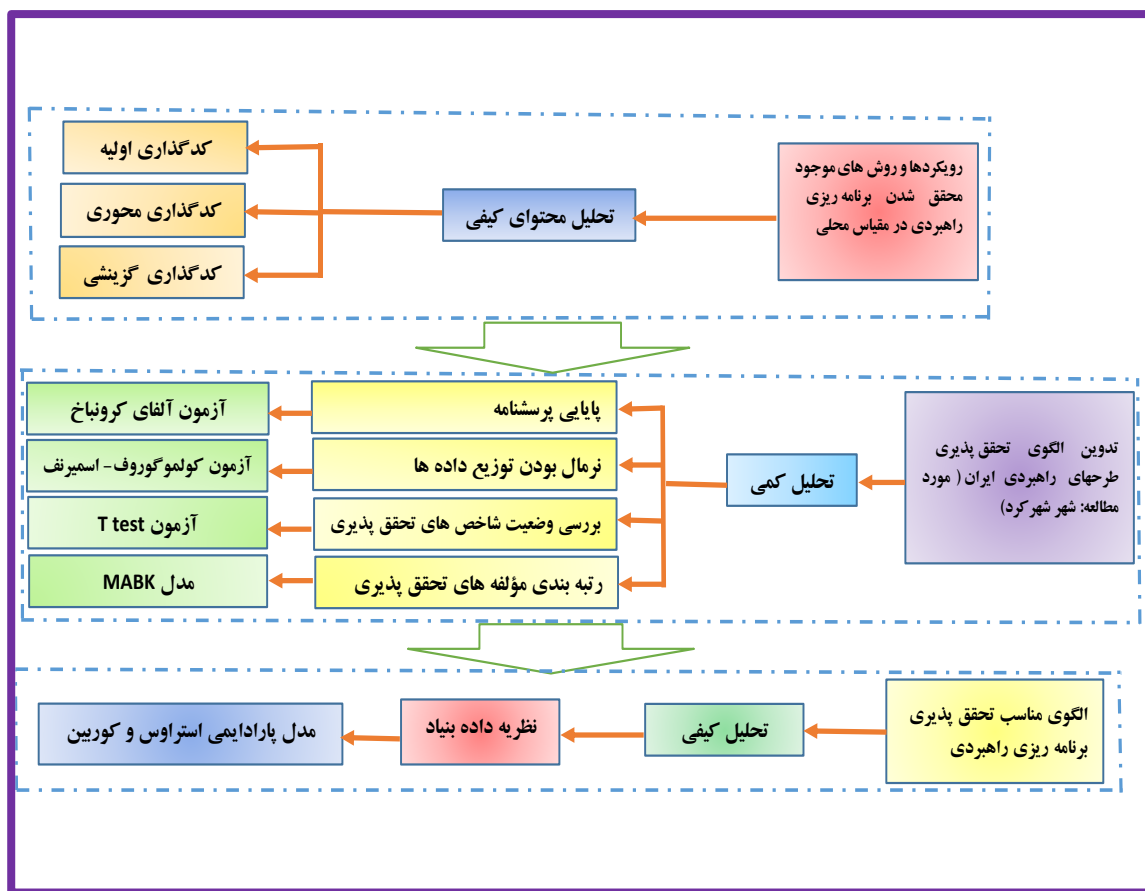 رویکردها و روش های موجود
محقق شدن برنامه ریزی
راهبردی در مقیاس محلی
تحلیل محتوای کیفی
کدگذاری اولیه
کدگذاری محوری
کدگذاری گزینشی
تدوین الگوی تحقق پذیری
طرحهای راهبردی ایران ( مورد
مطالعه: شهر شهرکرد)
تحلیل کمی
پایایی پرسشنامه
آزمون آلفای کرونباخ
نرمال بودن توزیع داده ها
آزمون کولموگوروف- اسمیرنف
بررسی وضعیت شاخص های تحقق پذیری
آزمون T test
رتبه بندی مؤلفه های تحقق پذیری
مدل MABK
الگوی مناسب تحقق پذیری
برنامه ریزی راهبردی
تحلیل کیفی
نظریه داده بنیاد
مدل پارادایمی استراوس و کوربین